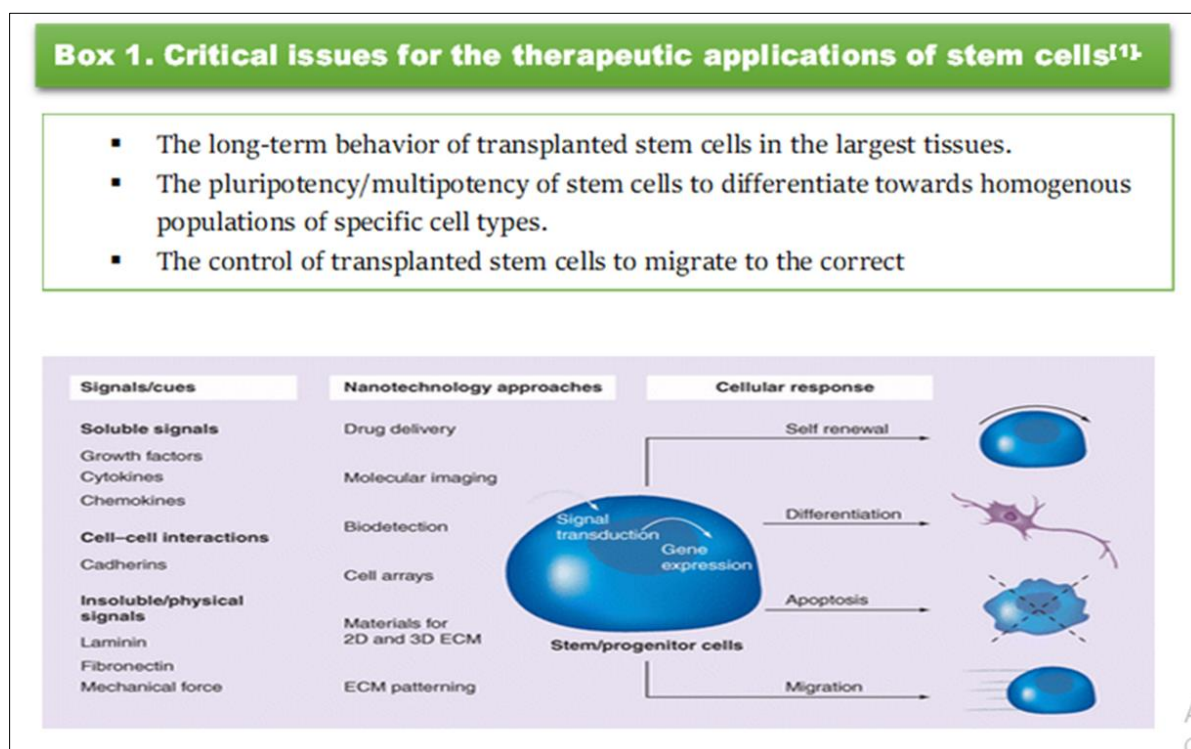 Box 1. Critical issues for the therapeutic applications of stem cells[1].
▪ The long-term behavior of transplanted stem cells in the largest tissues.
▪ The pluripotency/multipotency of stem cells to differentiate towards homogenous
populations of specific cell types.
▪ The control of transplanted stem cells to migrate to the correct
Signals/cues
Soluble signals
Growth factors
Cytokines
Chemokines
Cell–cell interactions
Cadherins
Insoluble/physical
signals
Laminin
Fibronectin
Mechanical force
Nanotechnology approaches
Drug delivery
Molecular imaging
Biodetection
Cell arrays
Materials for
2D and 3D ECM
ECM patterning
Cellular response
Signal
transduction
Gene
expression
Stem/progenitor cells
Self renewal
Differentiation
Apoptosis
Migration